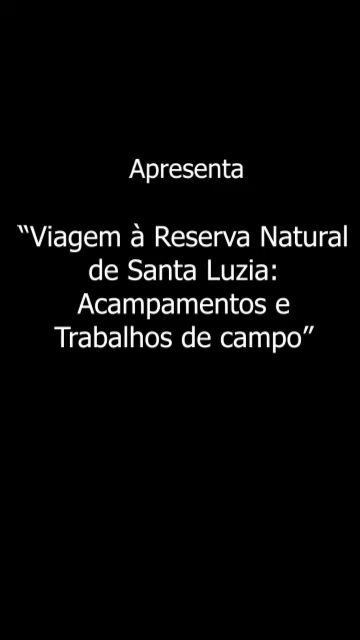 Apresenta
“Viagem à Reserva Natural
de Santa Luzia:
Acampamentos e
Trabalhos de campo”